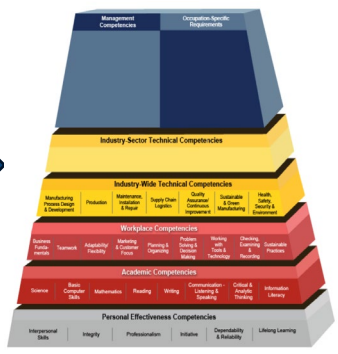 Management
Competencies
Occupation-Specific
Requirements
Industry-Sector Technical Competencies
Industry-Wide Technical Competencies
Manufacturing
Process Design
& Development
Production
Maintenance,
Installation
& Repair
Supply Chain
Logistics
Quality
Assurance/
Continuous
Improvement
Sustainable
& Green
Manufacturing
Health,
Safety,
Security &
Environment
Workplace Competencies
Business
Funda-
mentals
Teamwork
Adaptability/
Flexibility
Marketing
& Customer
Focus
Planning &
Organizing
Problem
Solving &
Decision
Making
Working
with
Tools &
Technology
Checking,
Examining
&
Recording
Sustainable
Practices
Academic Competencies
Science
Basic
Computer
Skills
Mathematics
Reading
Writing
Communication -
Listening &
Speaking
Critical &
Analytic
Thinking
Information
Literacy
Personal Effectiveness Competencies
Interpersonal
Skills
Integrity
Professionalism
Initiative
Dependability
& Reliability
Lifelong Learning